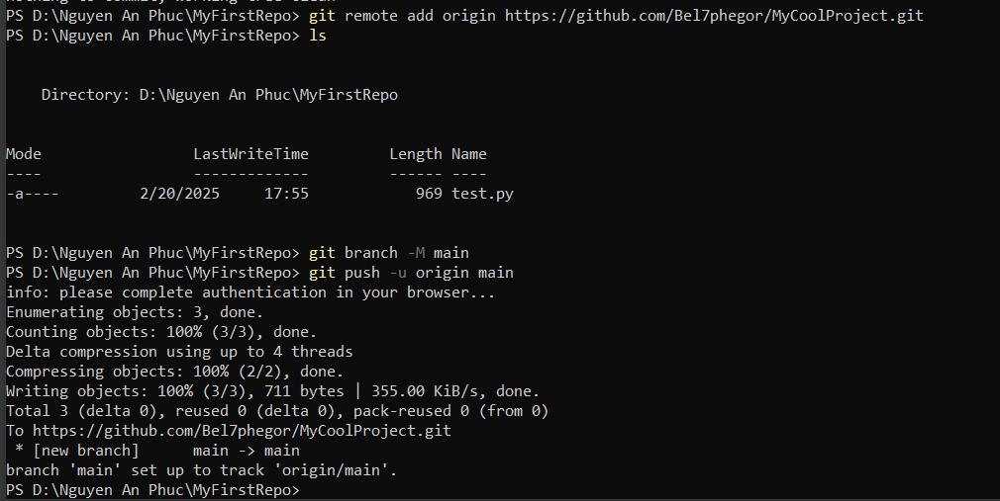 nothing to commit, working tree clean
PS D:\Nguyen An Phuc\MyFirstRepo> git remote add origin https://github.com/Bel7phegor/MyCoolProject.git
PS D:\Nguyen An Phuc\MyFirstRepo> ls
Directory: D:\Nguyen An Phuc\MyFirstRepo
Mode                 LastWriteTime         Length Name
----                 -------------         ------ ----
-a----         2/20/2025     17:55            969 test.py
PS D:\Nguyen An Phuc\MyFirstRepo> git branch -M main
PS D:\Nguyen An Phuc\MyFirstRepo> git push -u origin main
info: please complete authentication in your browser...
Enumerating objects: 3, done.
Counting objects: 100% (3/3), done.
Delta compression using up to 4 threads
Compressing objects: 100% (2/2), done.
Writing objects: 100% (3/3), 711 bytes | 355.00 KiB/s, done.
Total 3 (delta 0), reused 0 (delta 0), pack-reused 0 (from 0)
To https://github.com/Bel7phegor/MyCoolProject.git
 * [new branch]      main -> main
branch 'main' set up to track 'origin/main'.
PS D:\Nguyen An Phuc\MyFirstRepo>